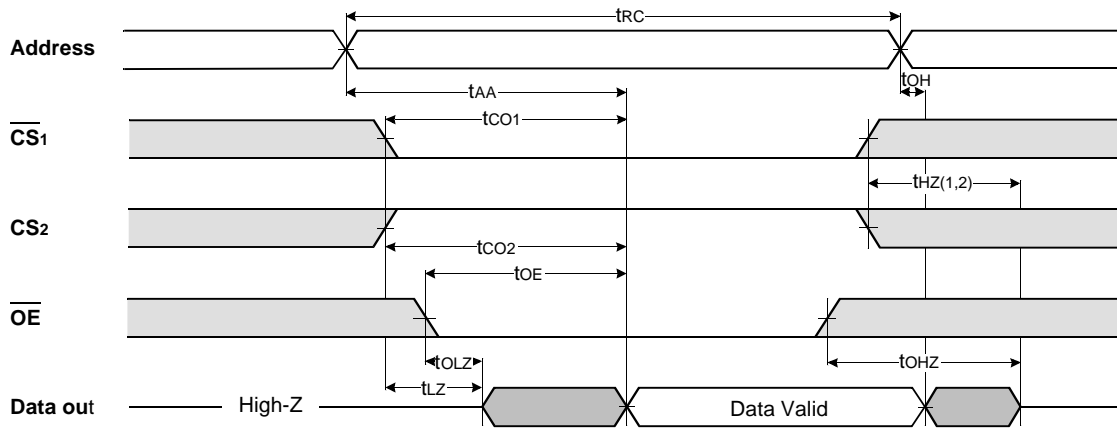 tRC
Address
tOH
tAA
tCO1
CS1
tHZ(1,2)
CS2
tCO2
tOE
OE
tOLZ
tOHZ
tLZ
Data out
High-Z
Data Valid